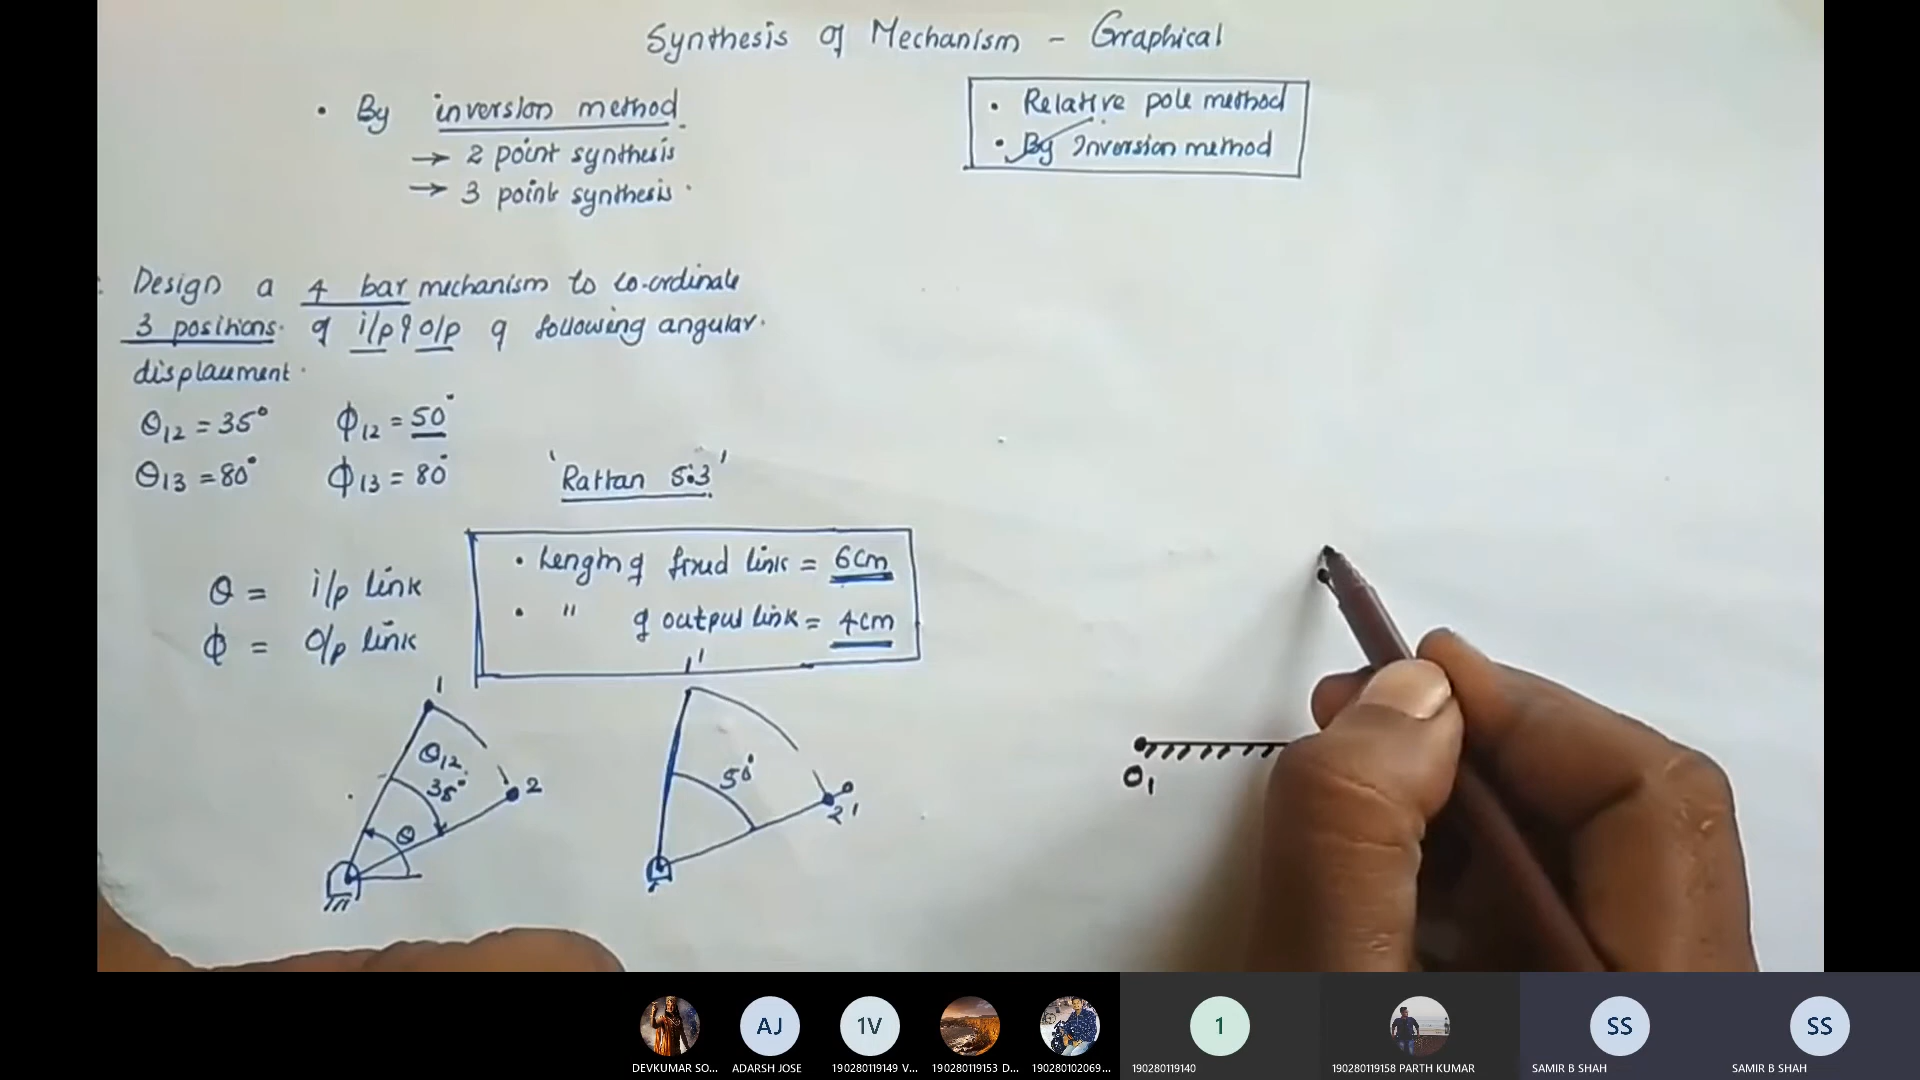 Synthesis of Mechanism - Graphical
• By inversion method
→ 2 point synthesis
→ 3 point synthesis
• Relative pole method
• By Inversion method
Design a 4 bar mechanism to co-ordinate
3 positions of i/p & o/p of following angular
displacement.
θ12 = 35° ϕ12 = 50°
θ13 = 80° ϕ13 = 80°
'Rattan 5.3'
• Length of fixed link = 6cm
• " of output link = 4cm
θ = i/p link
ϕ = O/p link
1
θ12
35°
2
θ
1'
50°
2'
O1
AJ
1V
1
SS
SS
DEVKUMAR SO...
ADARSH JOSE
190280119149 V...
190280119153 D...
190280102069...
190280119140
190280119158 PARTH KUMAR
SAMIR B SHAH
SAMIR B SHAH